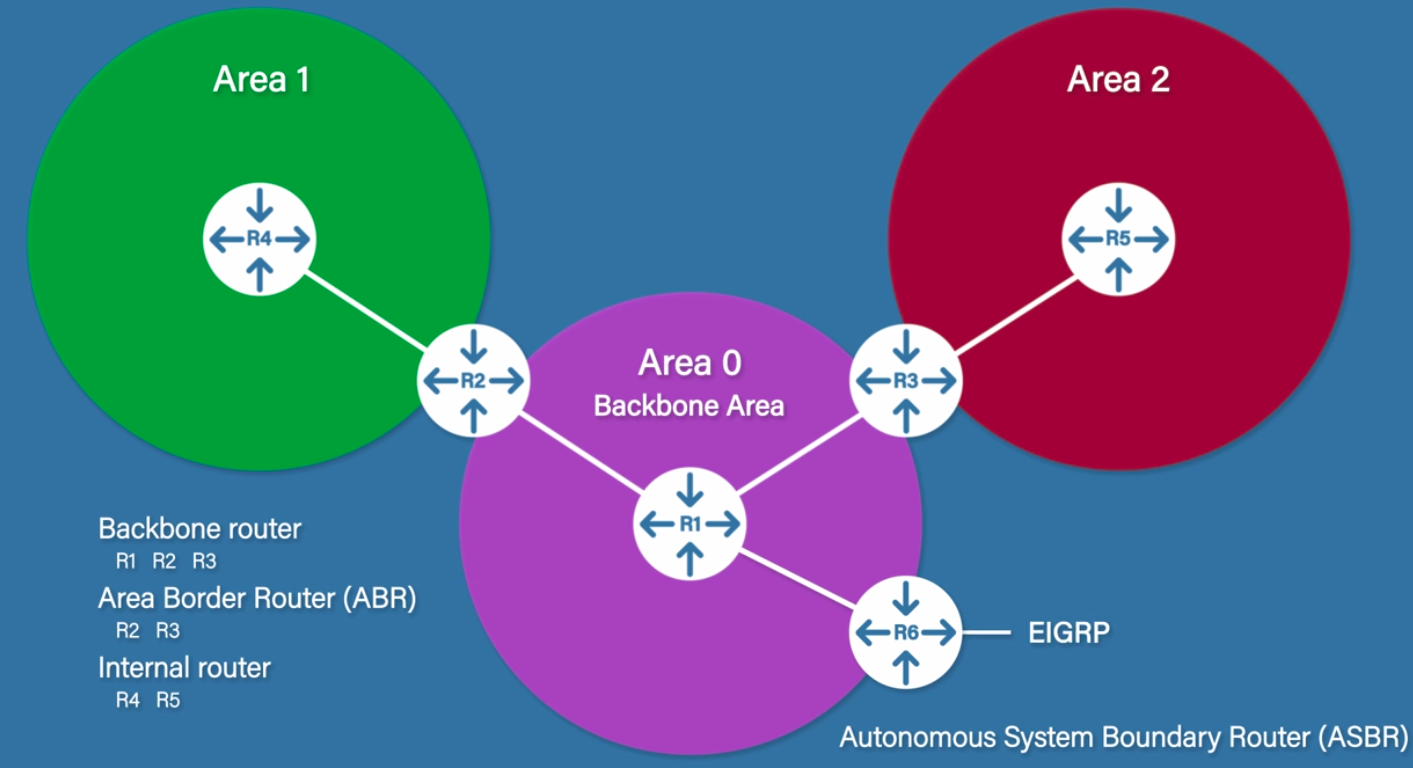 Area 1
Area 2
R4
R5
R2
Area 0
R3
Backbone Area
R1
Backbone router
R1 R2 R3
Area Border Router (ABR)
R2 R3
Internal router
R4 R5
R6
EIGRP
Autonomous System Boundary Router (ASBR)